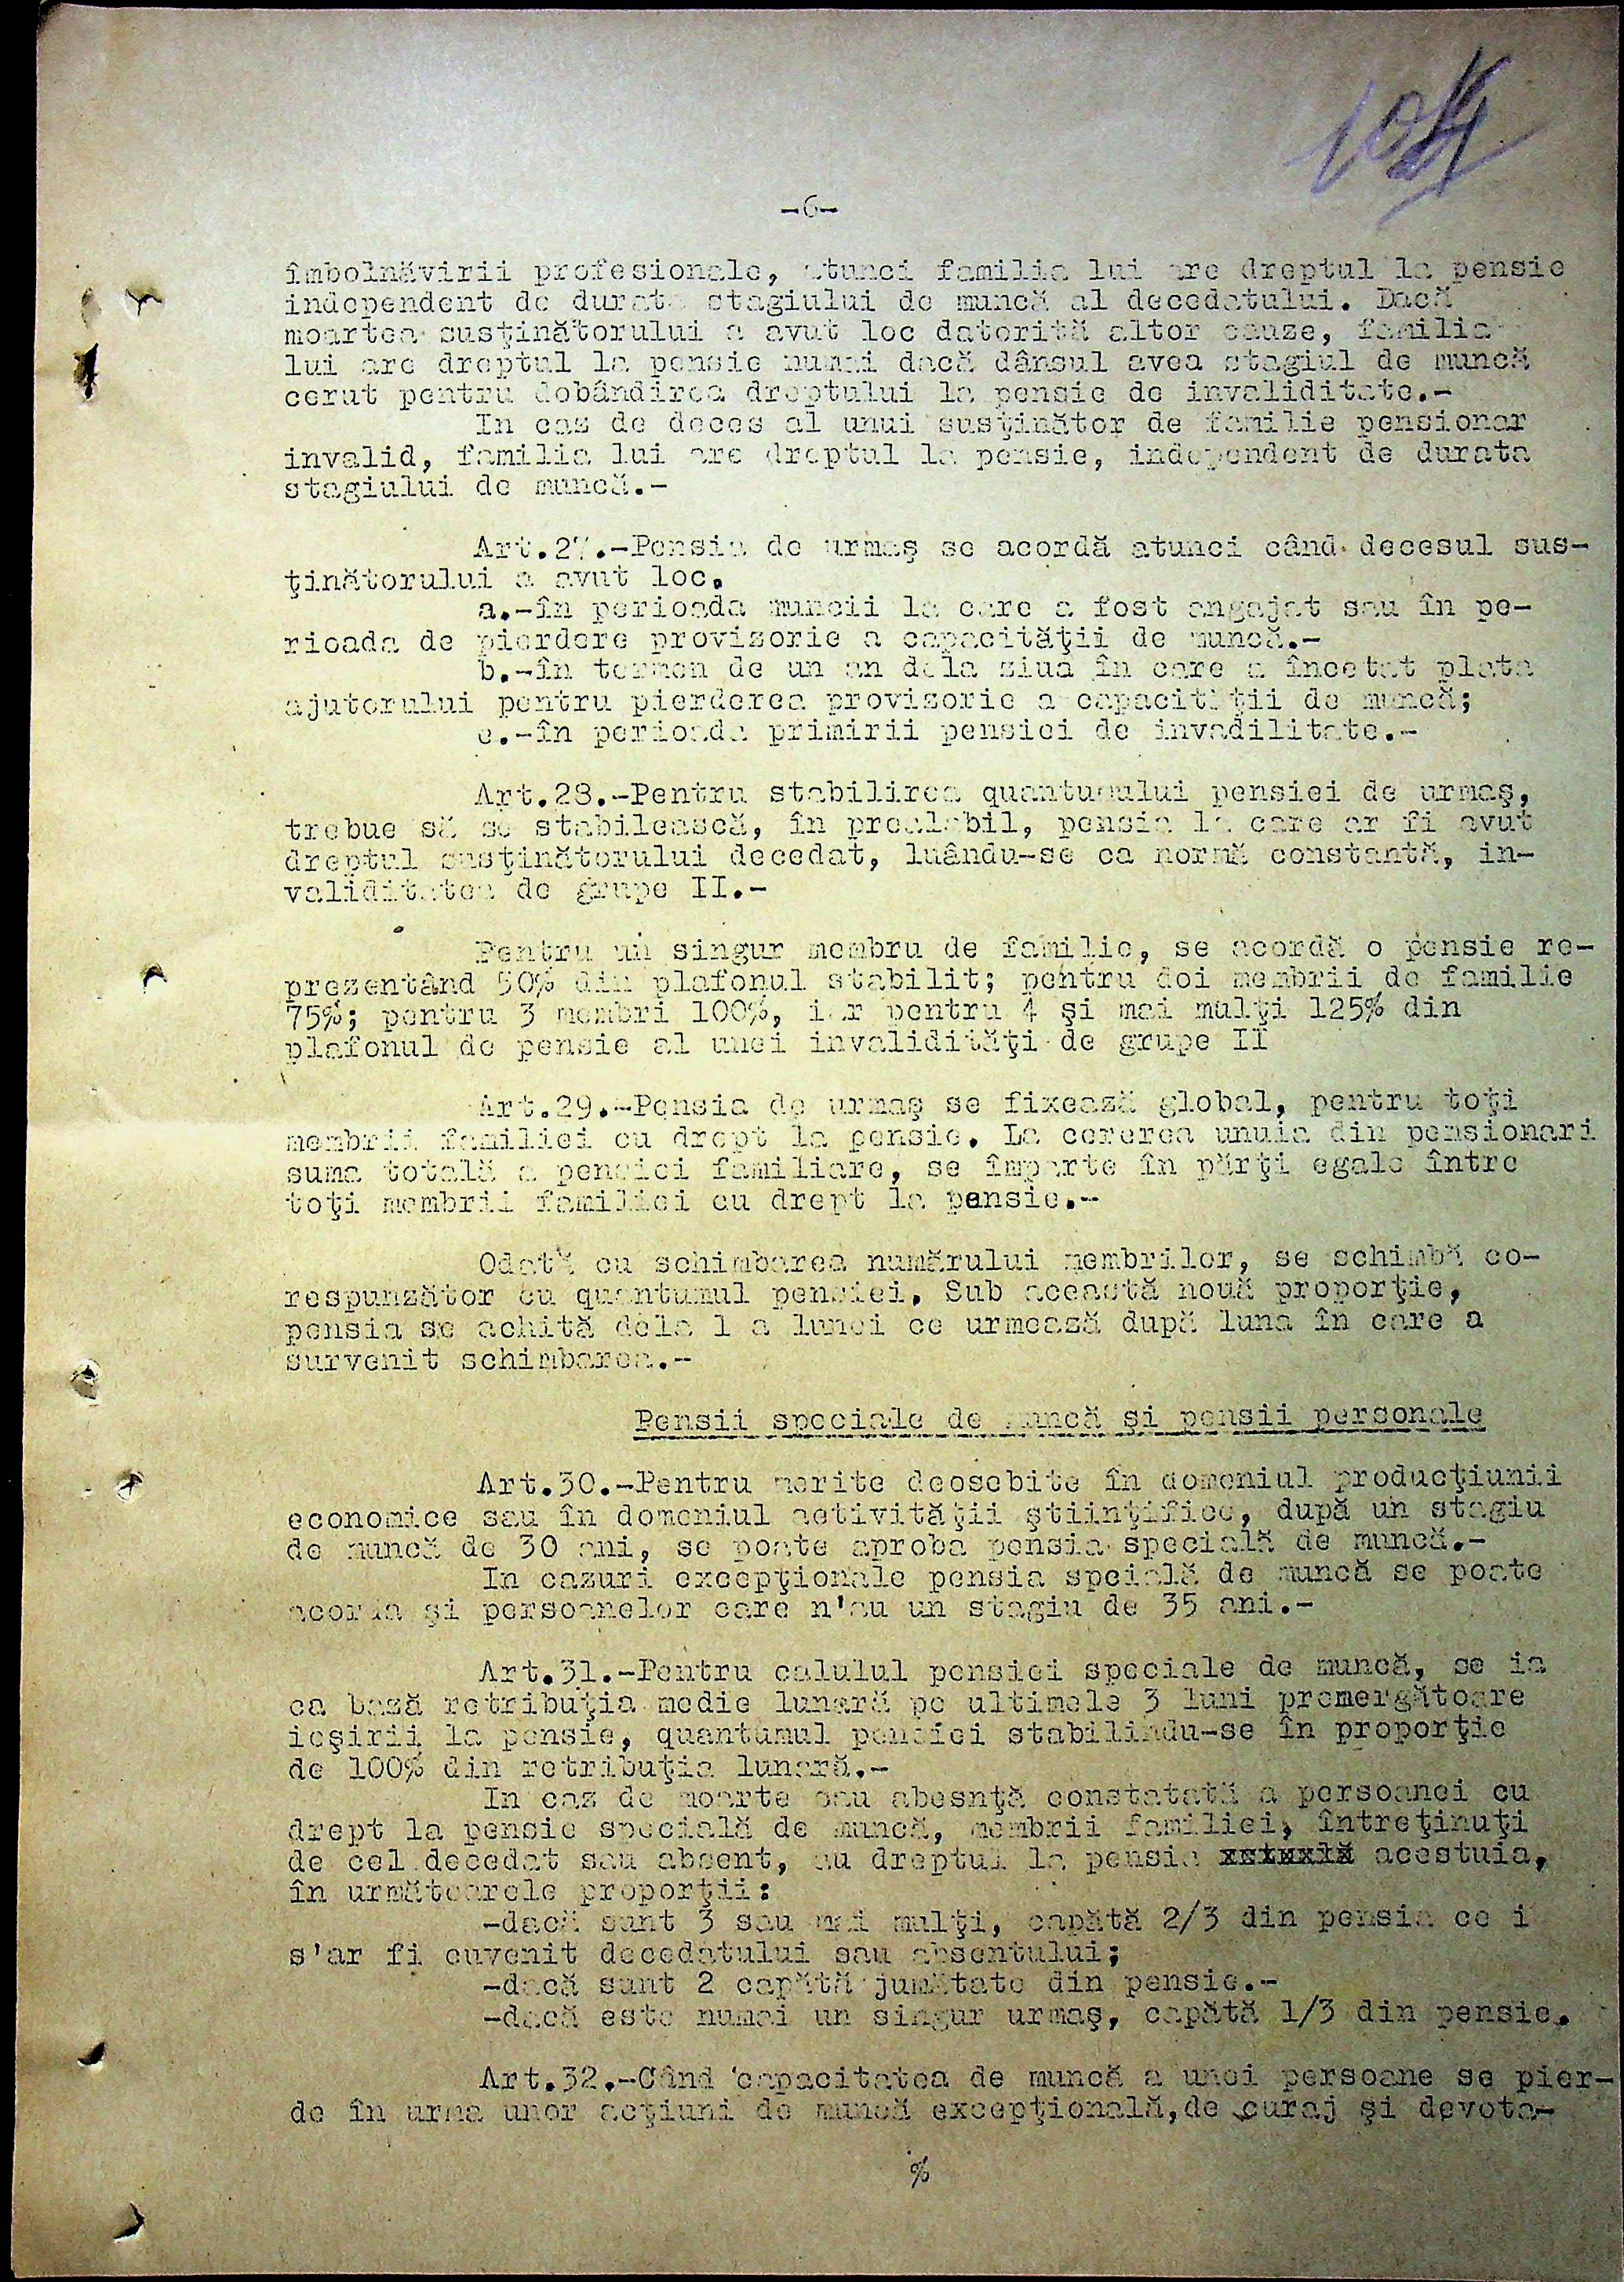 104
-6-
îmbolnăvirii profesionale, atunci familia lui are dreptul la pensie
independent de durata stagiului de muncă al decedatului. Dacă
moartea susţinătorului a avut loc datorită altor cauze, familia
lui are dreptul la pensie numai dacă dânsul avea stagiul de muncă
cerut pentru dobândirea dreptului la pensie de invaliditate.-
In caz de deces al unui susţinător de familie pensionar
invalid, familia lui are dreptul la pensie, independent de durata
stagiului de muncă.-
Art.27.-Pensia de urmaş se acordă atunci când decesul sus-
ţinătorului a avut loc.
a.-în perioada muncii la care a fost angajat sau în pe-
rioada de pierdere provizorie a capacităţii de muncă.-
b.-în termen de un an dela ziua în care a încetat plata
ajutorului pentru pierderea provizorie a capacităţii de muncă;
c.-în perioada primirii pensiei de invadilitate.-
Art.28.-Pentru stabilirea quantumului pensiei de urmaş,
trebue să se stabilească, în prealabil, pensia la care ar fi avut
dreptul susţinătorului decedat, luându-se ca normă constantă, in-
validitatea de grupe II.-
Pentru un singur membru de familie, se acordă o pensie re-
prezentând 50% din plafonul stabilit; pentru doi membrii de familie
75%; pentru 3 membri 100%, iar pentru 4 şi mai mulţi 125% din
plafonul de pensie al unei invalidităţi de grupe II
Art.29.-Pensia de urmaş se fixează global, pentru toţi
membrii familiei cu drept la pensie. La cererea unuia din pensionari
suma totală a pensiei familiare, se împarte în părţi egale între
toţi membrii familiei cu drept la pensie.-
Odată cu schimbarea numărului membrilor, se schimbă co-
respunzător cu quantumul pensiei. Sub această nouă proporţie,
pensia se achită dela 1 a lunei ce urmează după luna în care a
survenit schimbarea.-
Pensii speciale de muncă şi pensii personale
Art.30.-Pentru merite deosebite în domeniul producţiunii
economice sau în domeniul activităţii ştiinţifice, după un stagiu
de muncă de 30 ani, se poate aproba pensia specială de muncă.-
In cazuri excepţionale pensia speială de muncă se poate
acorda şi persoanelor care n'au un stagiu de 35 ani.-
Art.31.-Pentru calulul pensiei speciale de muncă, se ia
ca bază retribuţia medie lunară pe ultimele 3 luni premergătoare
ieşirii la pensie, quantumul pensiei stabilindu-se în proporţie
de 100% din retribuţia lunară.-
In caz de moarte sau abesnţă constatată a persoanei cu
drept la pensie specială de muncă, membrii familiei, întreţinuţi
de cel decedat sau absent, au dreptul la pensia acestuia,
în următoarele proporţii:
-dacă sunt 3 sau mai mulţi, capătă 2/3 din pensia ce i
s'ar fi cuvenit decedatului sau absentului;
-dacă sunt 2 capătă jumătate din pensie.-
-dacă este numai un singur urmaş, capătă 1/3 din pensie.
Art.32.-Când capacitatea de muncă a unei persoane se pier-
de în urma unor acţiuni de muncă excepţională,de curaj şi devota-
%